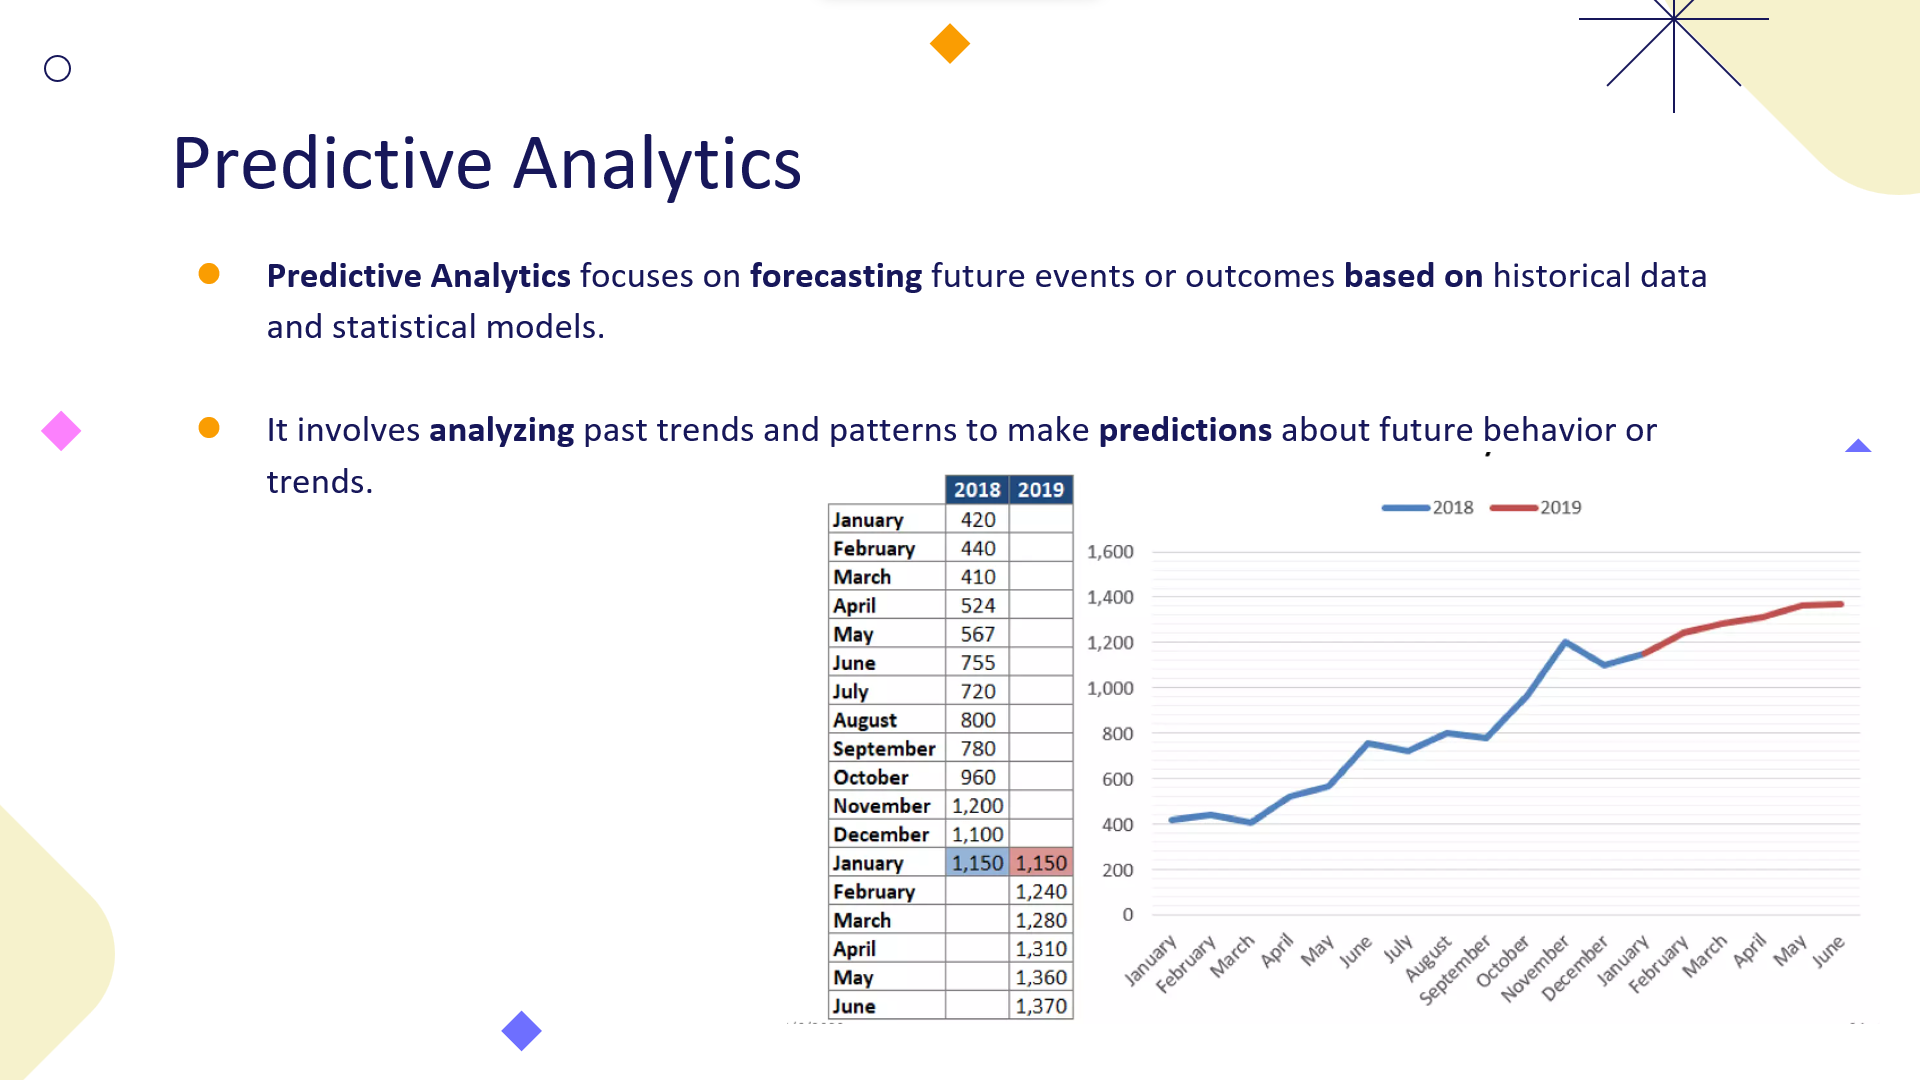 Predictive Analytics
Predictive Analytics focuses on forecasting future events or outcomes based on historical data
and statistical models.
It involves analyzing past trends and patterns to make predictions about future behavior or
trends.
2018 2019
January 420
February 440
March 410
April 524
May 567
June 755
July 720
August 800
September 780
October 960
November 1,200
December 1,100
January 1,150 1,150
February 1,240
March 1,280
April 1,310
May 1,360
June 1,370
2018 2019
1,600
1,400
1,200
1,000
800
600
400
200
0
January February March April May June July August September October November December January February March April May June